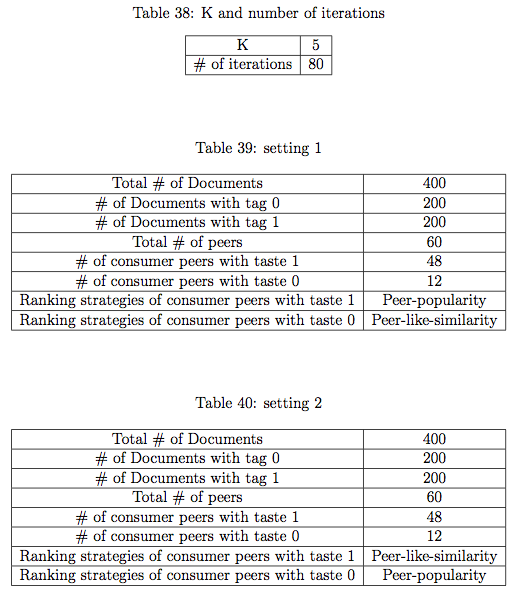 Table 38: K and number of iterations
K 5
# of iterations 80
Table 39: setting 1
Total # of Documents 400
# of Documents with tag 0 200
# of Documents with tag 1 200
Total # of peers 60
# of consumer peers with taste 1 48
# of consumer peers with taste 0 12
Ranking strategies of consumer peers with taste 1 Peer-popularity
Ranking strategies of consumer peers with taste 0 Peer-like-similarity
Table 40: setting 2
Total # of Documents 400
# of Documents with tag 0 200
# of Documents with tag 1 200
Total # of peers 60
# of consumer peers with taste 1 48
# of consumer peers with taste 0 12
Ranking strategies of consumer peers with taste 1 Peer-like-similarity
Ranking strategies of consumer peers with taste 0 Peer-popularity